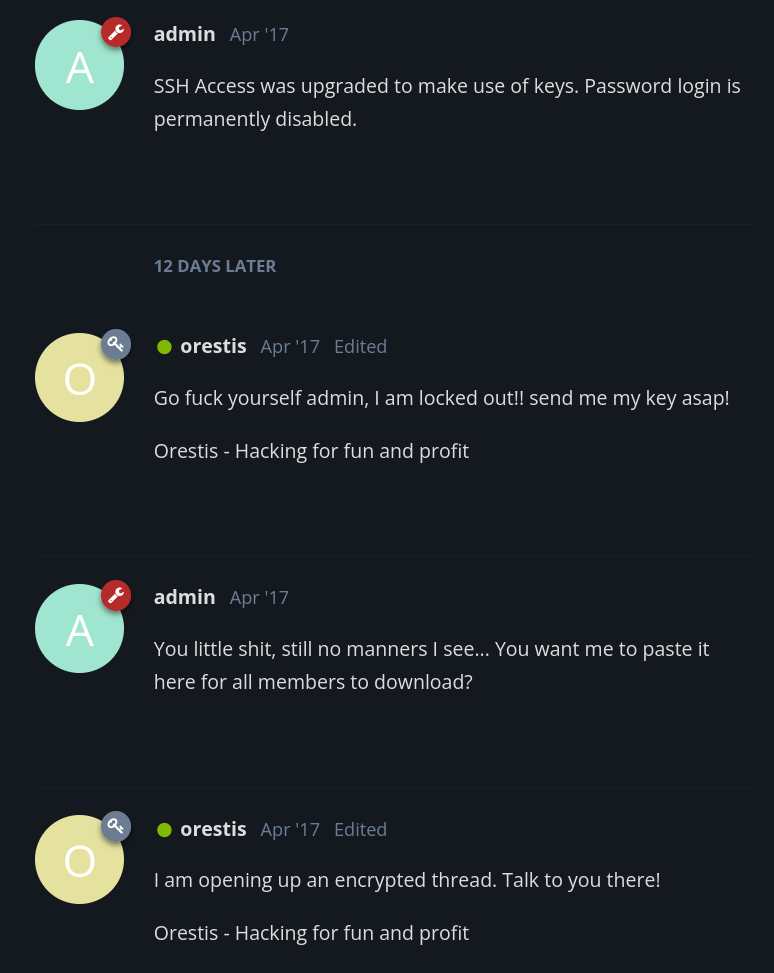 A
admin Apr '17
SSH Access was upgraded to make use of keys. Password login is
permanently disabled.
12 DAYS LATER
O
orestis Apr '17 Edited
Go fuck yourself admin, I am locked out!! send me my key asap!
Orestis - Hacking for fun and profit
A
admin Apr '17
You little shit, still no manners I see... You want me to paste it
here for all members to download?
O
orestis Apr '17 Edited
I am opening up an encrypted thread. Talk to you there!
Orestis - Hacking for fun and profit